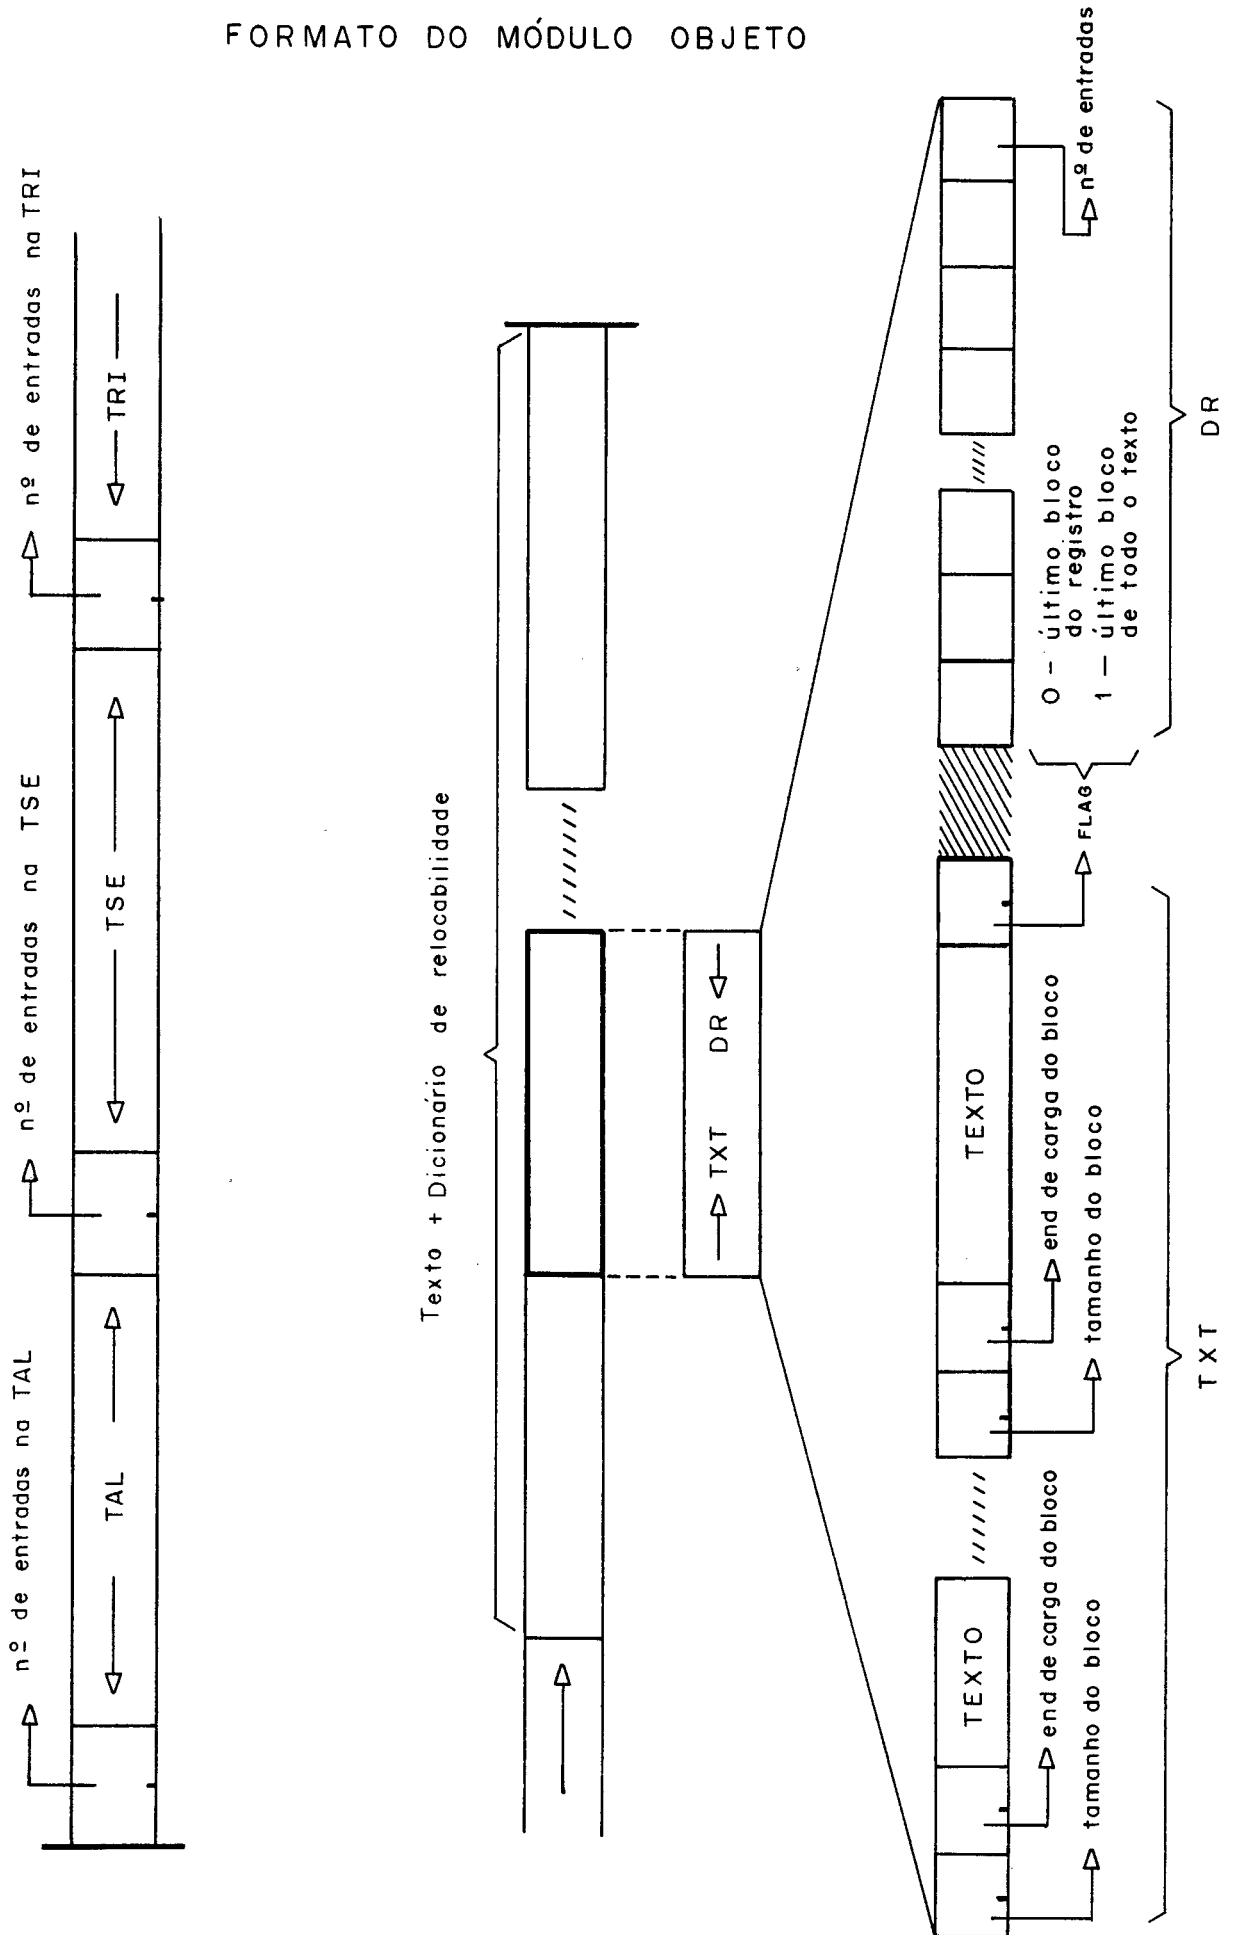 FORMATO DO MÓDULO OBJETO
nº de entradas na TAL
nº de entradas na TSE
nº de entradas na TRI
TAL
TSE
TRI
Texto + Dicionário de relocabilidade
TXT
DR
TEXTO
end de carga do bloco
tamanho do bloco
TEXTO
end de carga do bloco
tamanho do bloco
FLAG
0 - último bloco
do registro
1 - último bloco
de todo o texto
nº de entradas
TXT
DR